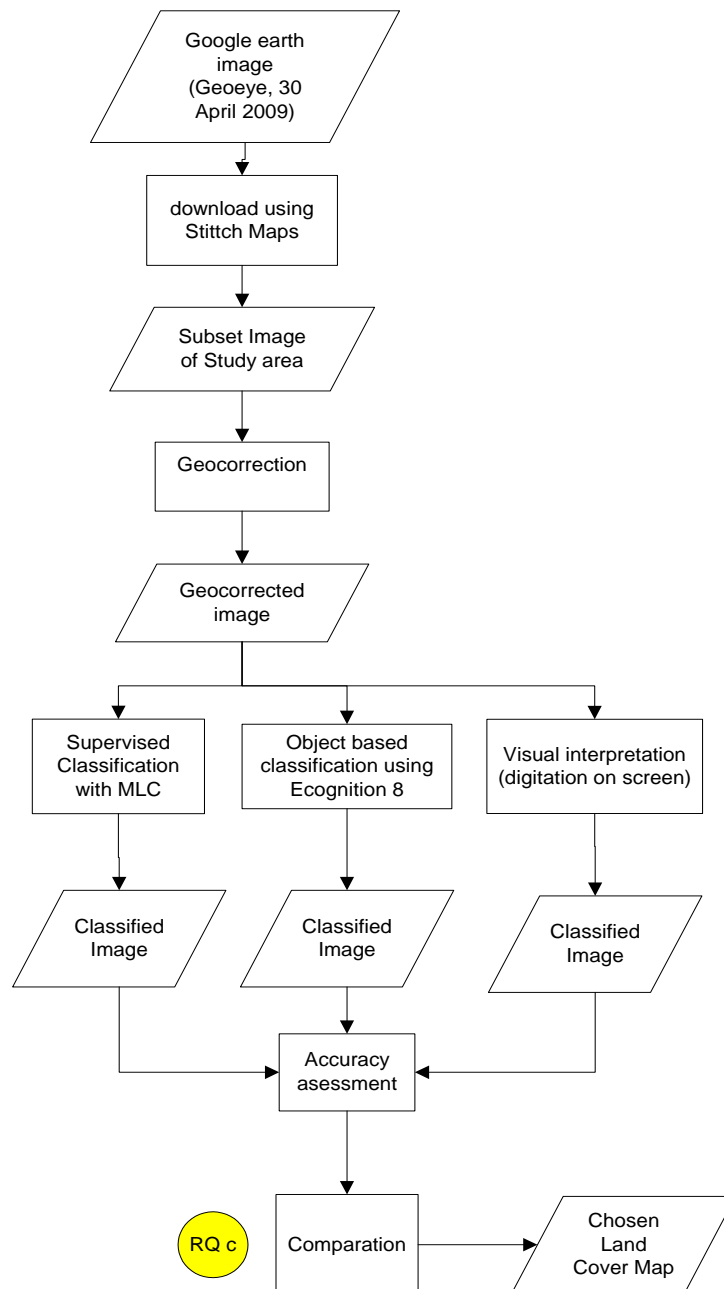 Google earth
image
(Geoeye, 30
April 2009)
download using
Stittch Maps
Subset Image
of Study area
Geocorrection
Geocorrected
image
Supervised
Classification
with MLC
Object based
classification using
Ecognition 8
Visual interpretation
(digitation on screen)
Classified
Image
Classified
Image
Classified
Image
Accuracy
asessment
RQ c
Comparation
Chosen
Land
Cover Map